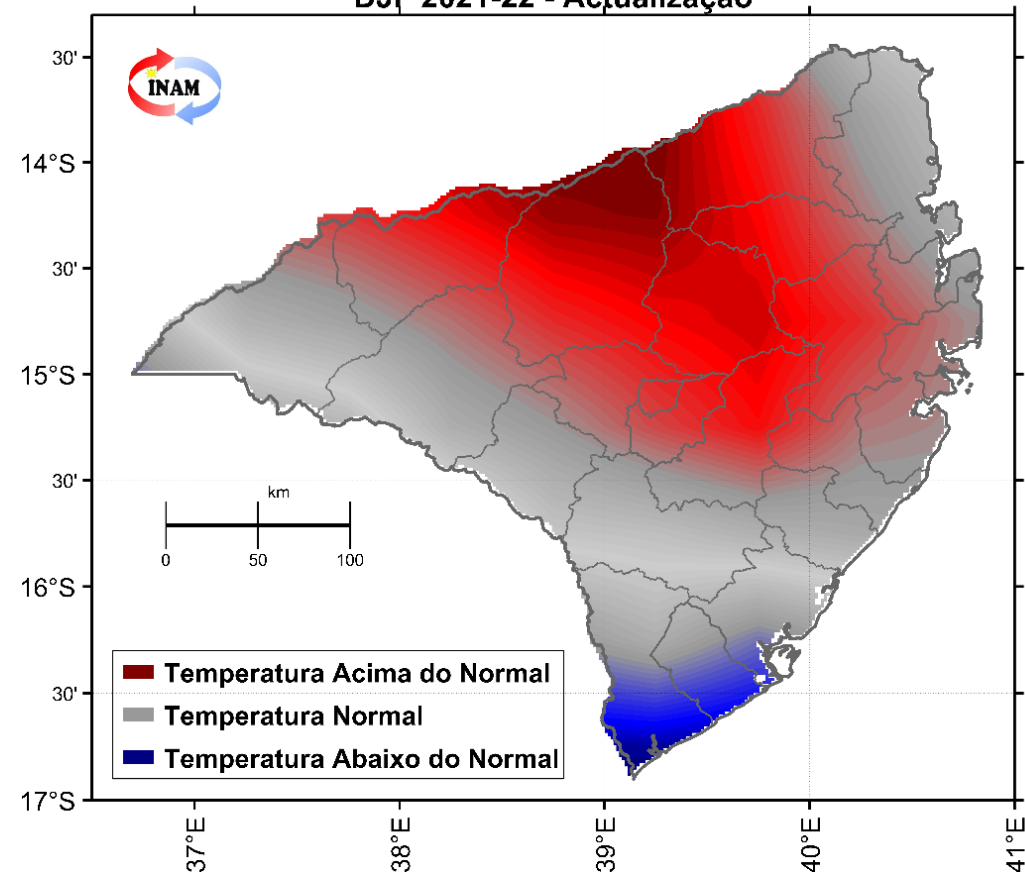 DJF 2021-22 - Actualização
INAM
30'
14°S
30'
15°S
30'
16°S
30'
17°S
km
0 50 100
Temperatura Acima do Normal
Temperatura Normal
Temperatura Abaixo do Normal
37°E
38°E
39°E
40°E
41°E